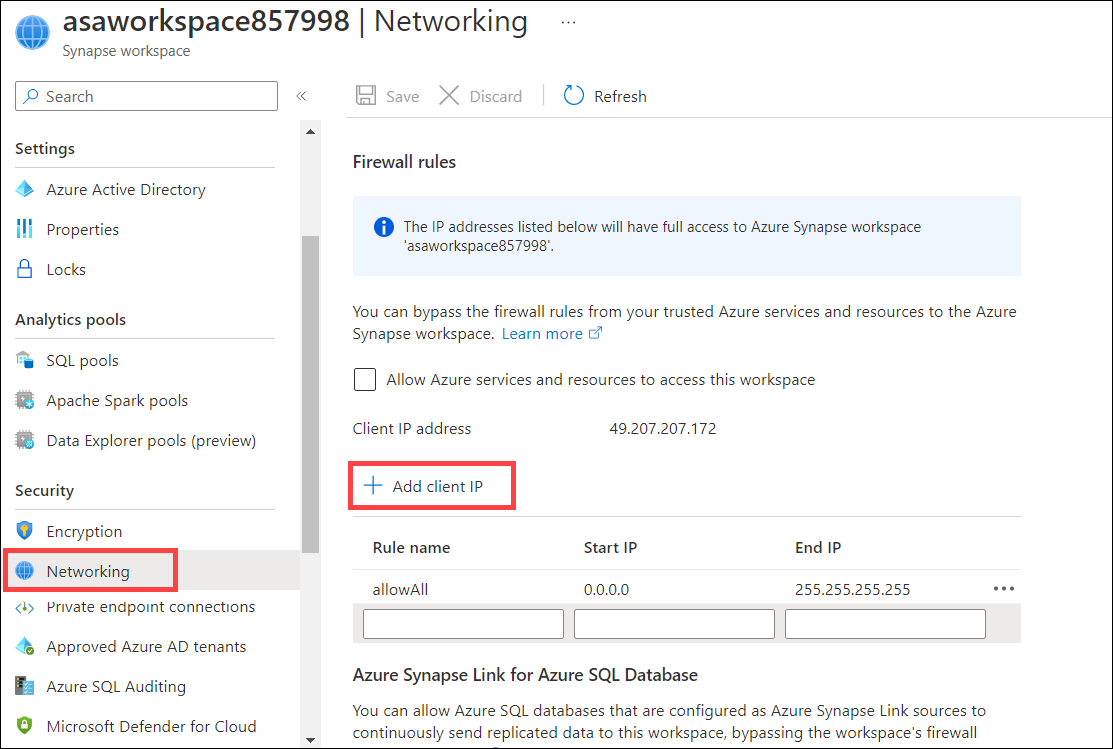 asaworkspace857998 | Networking ...
Synapse workspace
Search
«
Save
Discard
Refresh
Settings
Azure Active Directory
Properties
Locks
Analytics pools
SQL pools
Apache Spark pools
Data Explorer pools (preview)
Security
Encryption
Networking
Private endpoint connections
Approved Azure AD tenants
Azure SQL Auditing
Microsoft Defender for Cloud
Firewall rules
The IP addresses listed below will have full access to Azure Synapse workspace
'asaworkspace857998'.
You can bypass the firewall rules from your trusted Azure services and resources to the Azure
Synapse workspace. Learn more
Allow Azure services and resources to access this workspace
Client IP address 49.207.207.172
Add client IP
Rule name Start IP End IP
allowAll 0.0.0.0 255.255.255.255 ...
Azure Synapse Link for Azure SQL Database
You can allow Azure SQL databases that are configured as Azure Synapse Link sources to
continuously send replicated data to this workspace, bypassing the workspace's firewall